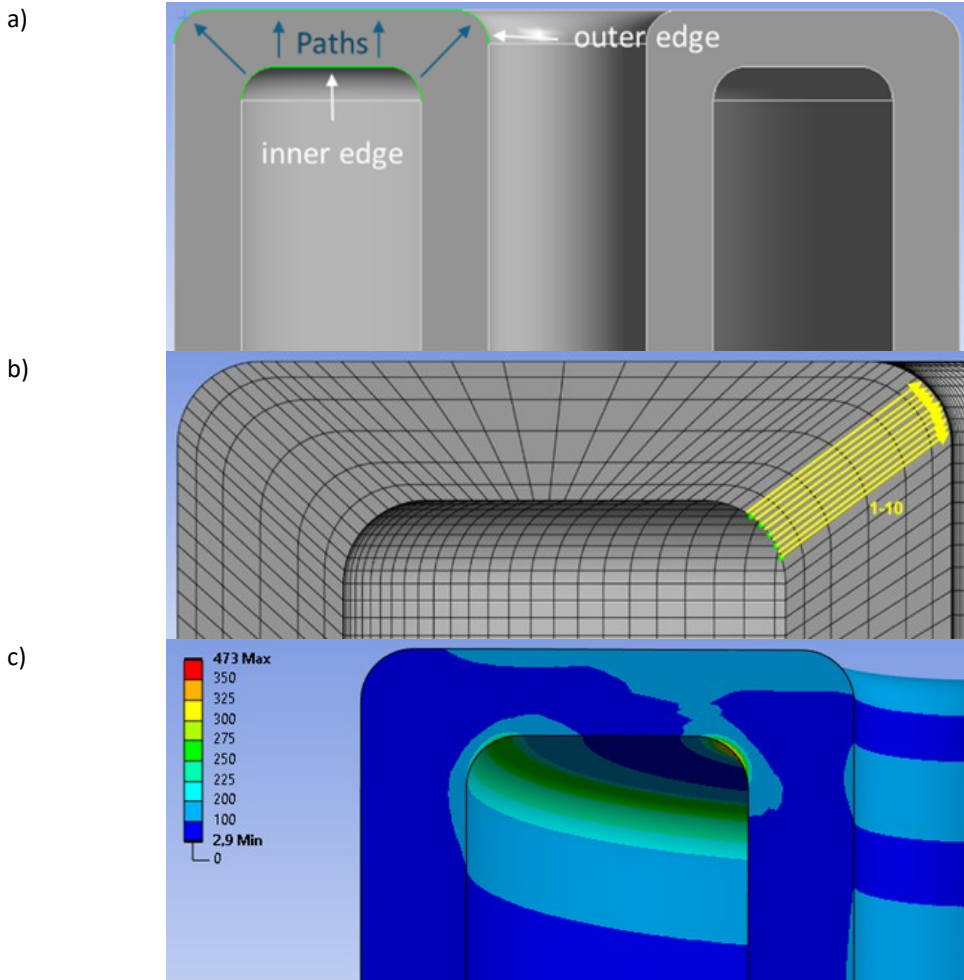 a)
Paths
outer edge
inner edge
b)
1-10
c)
473 Max
350
325
300
275
250
225
200
100
2,9 Min
0